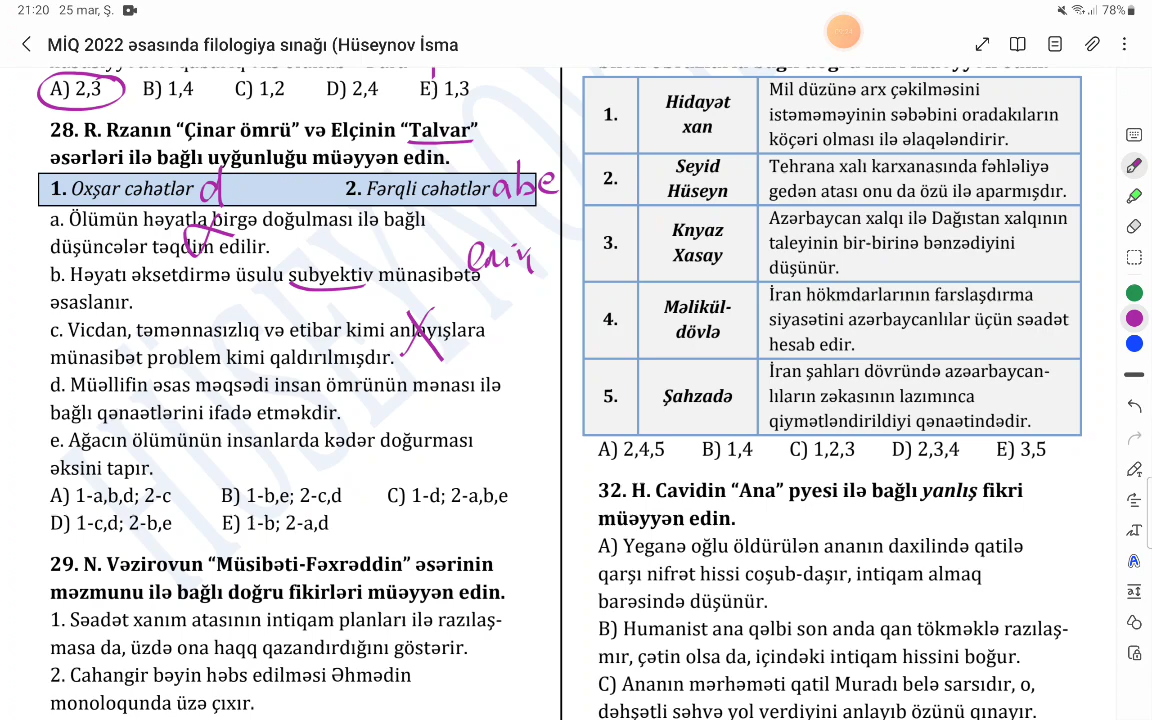 21:20 25 mar, Ş. 78%
MİQ 2022 əsasında filologiya sınağı (Hüseynov İsma
A) 2,3 B) 1,4 C) 1,2 D) 2,4 E) 1,3
28. R. Rzanın “Çinar ömrü” və Elçinin “Talvar”
əsərləri ilə bağlı uyğunluğu müəyyən edin.
1. Oxşar cəhətlər d 2. Fərqli cəhətlər abe
a. Ölümün həyatla birgə doğulması ilə bağlı
düşüncələr təqdim edilir.
b. Həyatı əksetdirmə üsulu subyektiv münasibətə
əsaslanır.
c. Vicdan, təmənnasızlıq və etibar kimi anlayışlara
münasibət problem kimi qaldırılmışdır.
d. Müəllifin əsas məqsədi insan ömrünün mənası ilə
bağlı qənaətlərini ifadə etməkdir.
e. Ağacın ölümünün insanlarda kədər doğurması
əksini tapır.
A) 1-a,b,d; 2-c B) 1-b,e; 2-c,d C) 1-d; 2-a,b,e
D) 1-c,d; 2-b,e E) 1-b; 2-a,d
29. N. Vəzirovun “Müsibəti-Fəxrəddin” əsərinin
məzmunu ilə bağlı doğru fikirləri müəyyən edin.
1. Səadət xanım atasının intiqam planları ilə razılaş-
masa da, üzdə ona haqq qazandırdığını göstərir.
2. Cahangir bəyin həbs edilməsi Əhmədin
monoloqunda üzə çıxır.
1. Hidayət xan Mil düzünə arx çəkilməsini
istəməməyinin səbəbini oradakıların
köçəri olması ilə əlaqələndirir.
2. Seyid Hüseyn Tehrana xalı karxanasında fəhləliyə
gedən atası onu da özü ilə aparmışdır.
3. Knyaz Xasay Azərbaycan xalqı ilə Dağıstan xalqının
taleyinin bir-birinə bənzədiyini
düşünür.
4. Məlikül-dövlə İran hökmdarlarının farslaşdırma
siyasətini azərbaycanlılar üçün səadət
hesab edir.
5. Şahzadə İran şahları dövründə azəarbaycan-
lıların zəkasının lazımınca
qiymətləndirildiyi qənaətindədir.
A) 2,4,5 B) 1,4 C) 1,2,3 D) 2,3,4 E) 3,5
32. H. Cavidin “Ana” pyesi ilə bağlı yanlış fikri
müəyyən edin.
A) Yeganə oğlu öldürülən ananın daxilində qatilə
qarşı nifrət hissi coşub-daşır, intiqam almaq
barəsində düşünür.
B) Humanist ana qəlbi son anda qan tökməklə razılaş-
mır, çətin olsa da, içindəki intiqam hissini boğur.
C) Ananın mərhəməti qatil Muradı belə sarsıdır, o,
dəhşətli səhvə yol verdiyini anlayıb özünü qınayır.